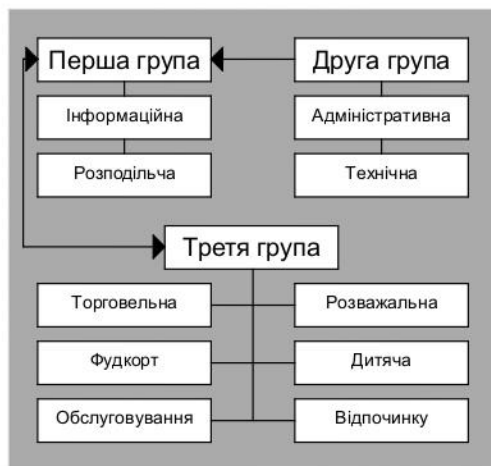 Перша група
Друга група
Інформаційна
Адміністративна
Розподільча
Технічна
Третя група
Торговельна
Розважальна
Фудкорт
Дитяча
Обслуговування
Відпочинку